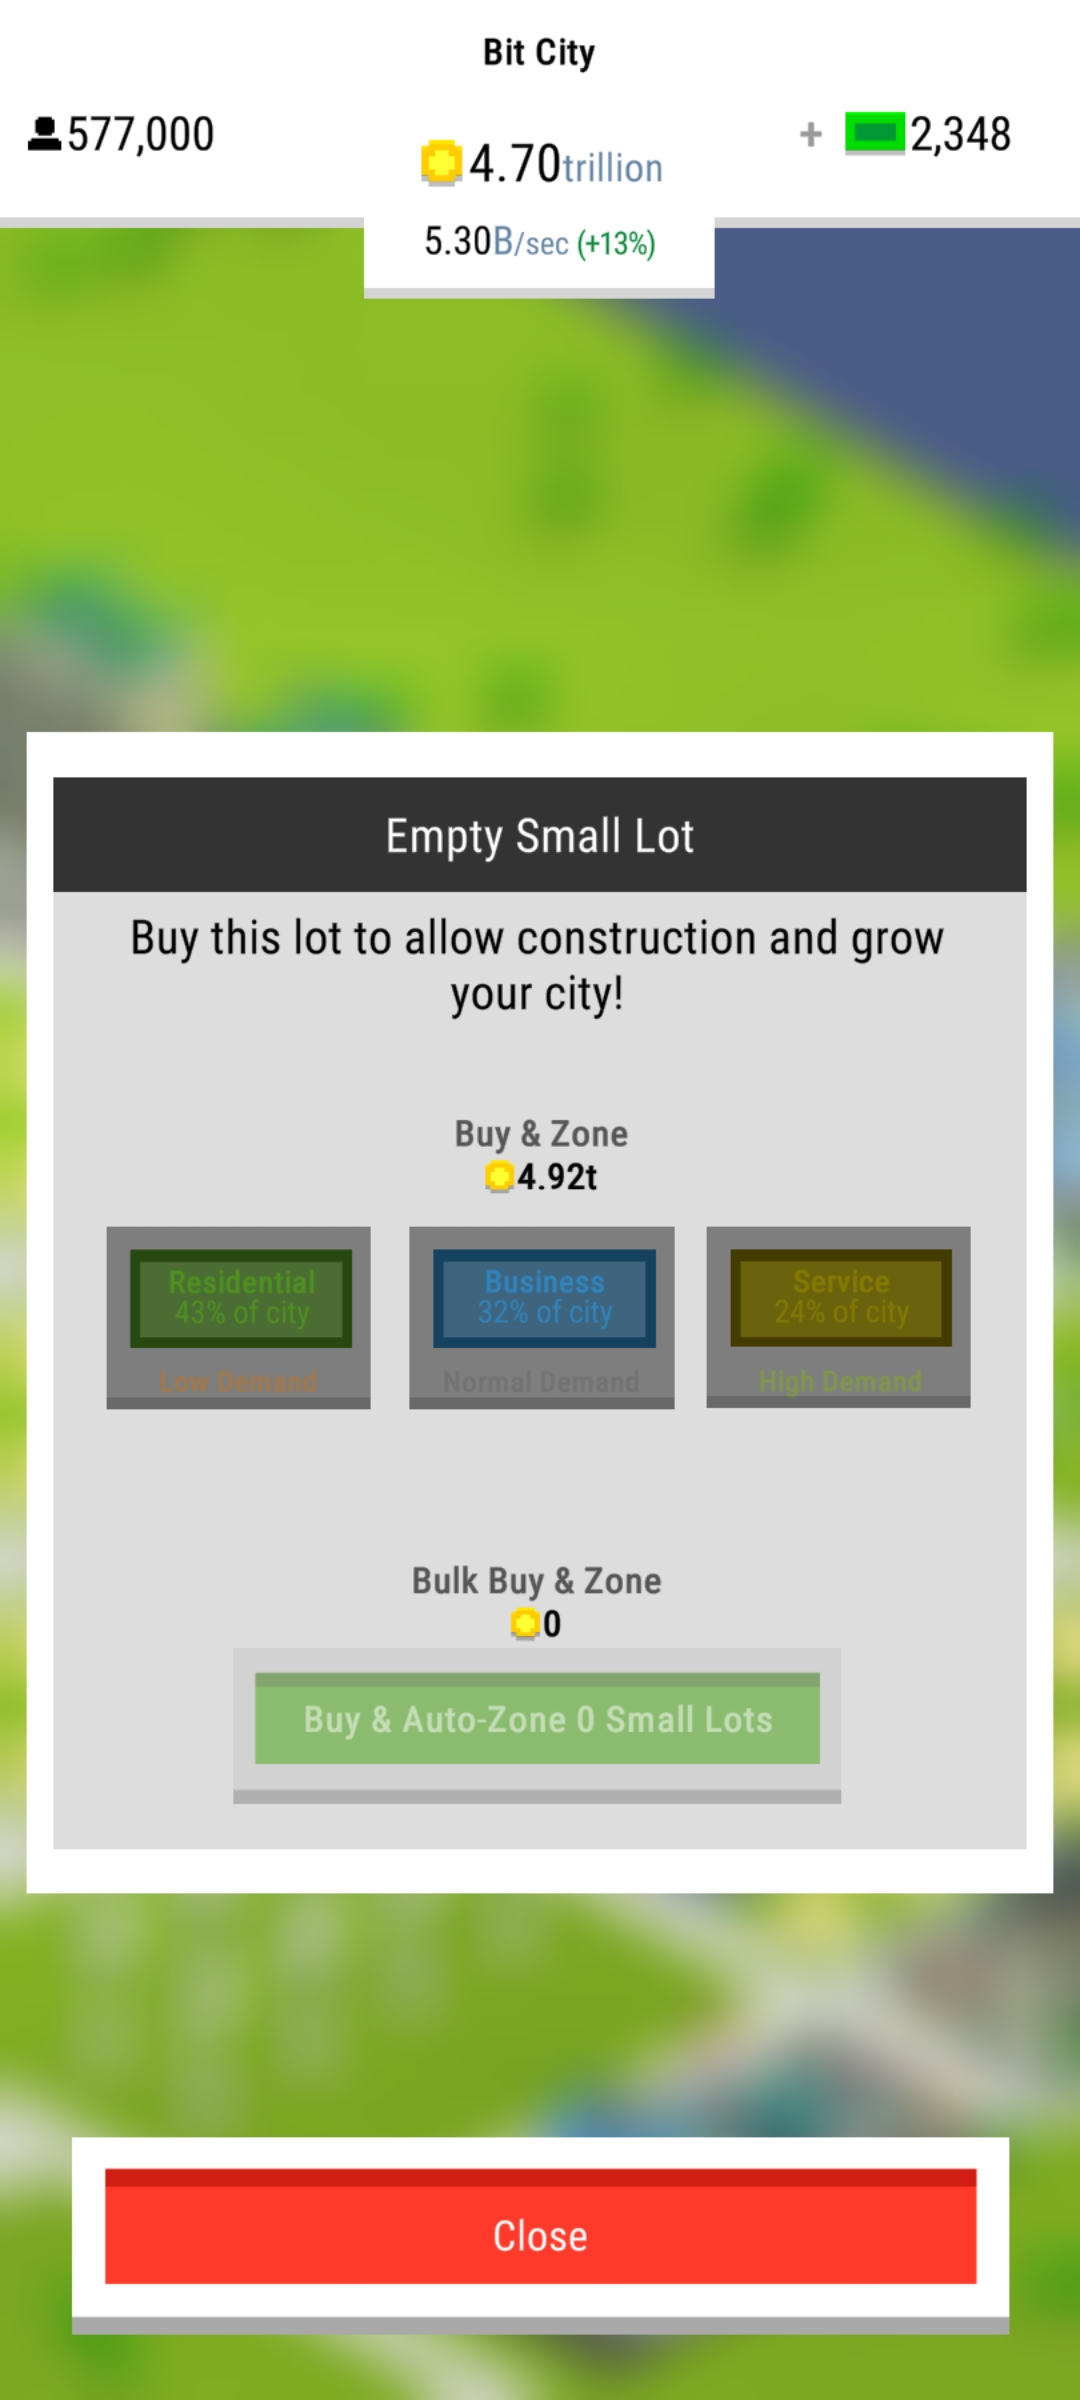 Bit City
577,000
4.70trillion
+ 2,348
5.30B/sec (+13%)
Empty Small Lot
Buy this lot to allow construction and grow
your city!
Buy & Zone
4.92t
Residential
43% of city
Low Demand
Business
32% of city
Normal Demand
Service
24% of city
High Demand
Bulk Buy & Zone
0
Buy & Auto-Zone 0 Small Lots
Close